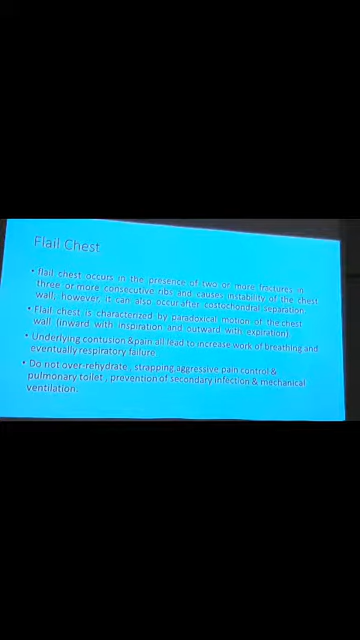 Flail Chest
• flail chest occurs in the presence of two or more fractures in
three or more consecutive ribs and causes instability of the chest
wall, however, it can also occur after costochondral separation.
• Flail chest is characterized by paradoxical motion of the chest
wall (inward with inspiration and outward with expiration)
• Underlying contusion &pain all lead to increase work of breathing and
eventually respiratory failure
• Do not over-rehydrate , strapping,aggressive pain control &
pulmonary toilet , prevention of secondary infection & mechanical
ventilation.